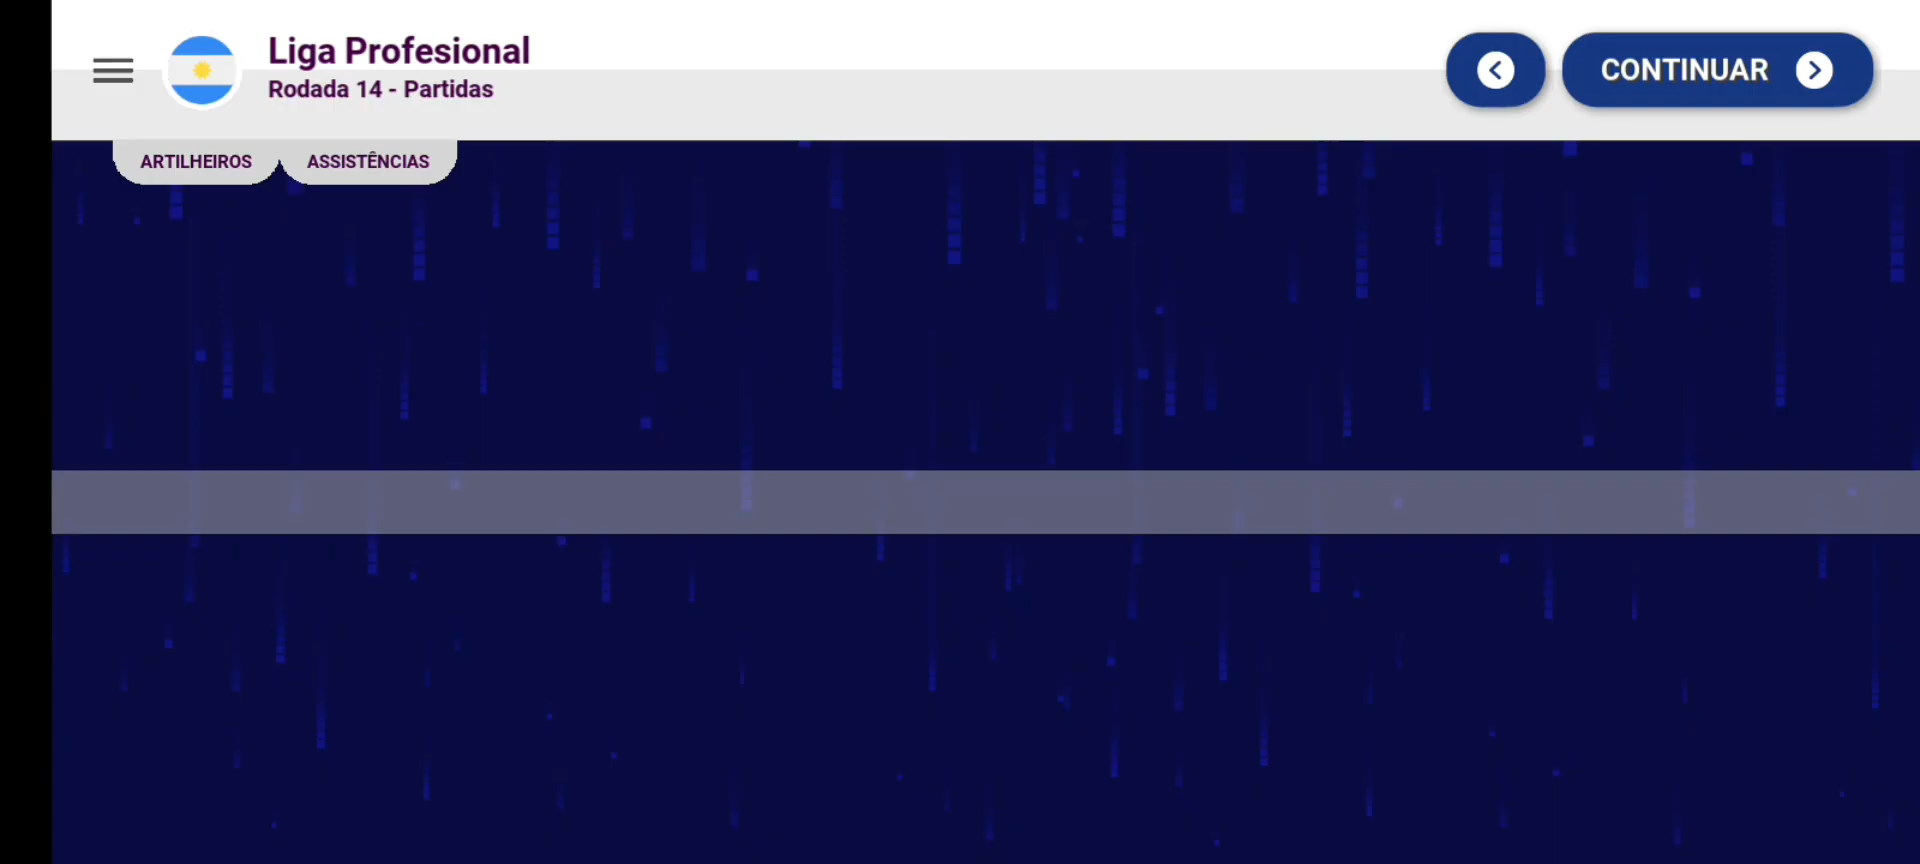 Liga Profesional
Rodada 14 - Partidas
CONTINUAR
ARTILHEIROS
ASSISTÊNCIAS